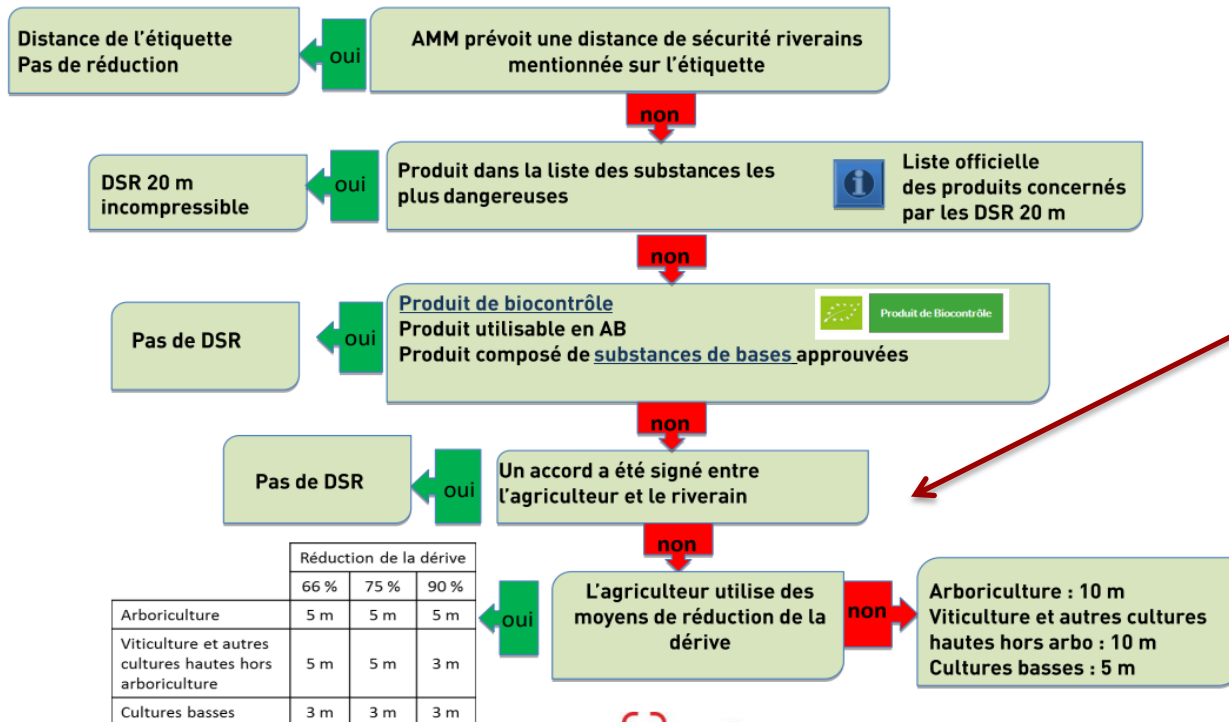 Distance de l'étiquette
Pas de réduction
oui
AMM prévoit une distance de sécurité riverains
mentionnée sur l'étiquette
non
DSR 20 m
incompressible
oui
Produit dans la liste des substances les
plus dangereuses
Liste officielle
des produits concernés
par les DSR 20 m
non
Pas de DSR
oui
Produit de biocontrôle
Produit utilisable en AB
Produit composé de substances de bases approuvées
Produit de Biocontrôle
non
Pas de DSR
oui
Un accord a été signé entre
l'agriculteur et le riverain
non
Réduction de la dérive
66 % 75 % 90 %
Arboriculture 5 m 5 m 5 m
Viticulture et autres
cultures hautes hors
arboriculture
5 m 5 m 3 m
Cultures basses 3 m 3 m 3 m
oui
L'agriculteur utilise des
moyens de réduction de la
dérive
non
Arboriculture : 10 m
Viticulture et autres cultures
hautes hors arbo : 10 m
Cultures basses : 5 m